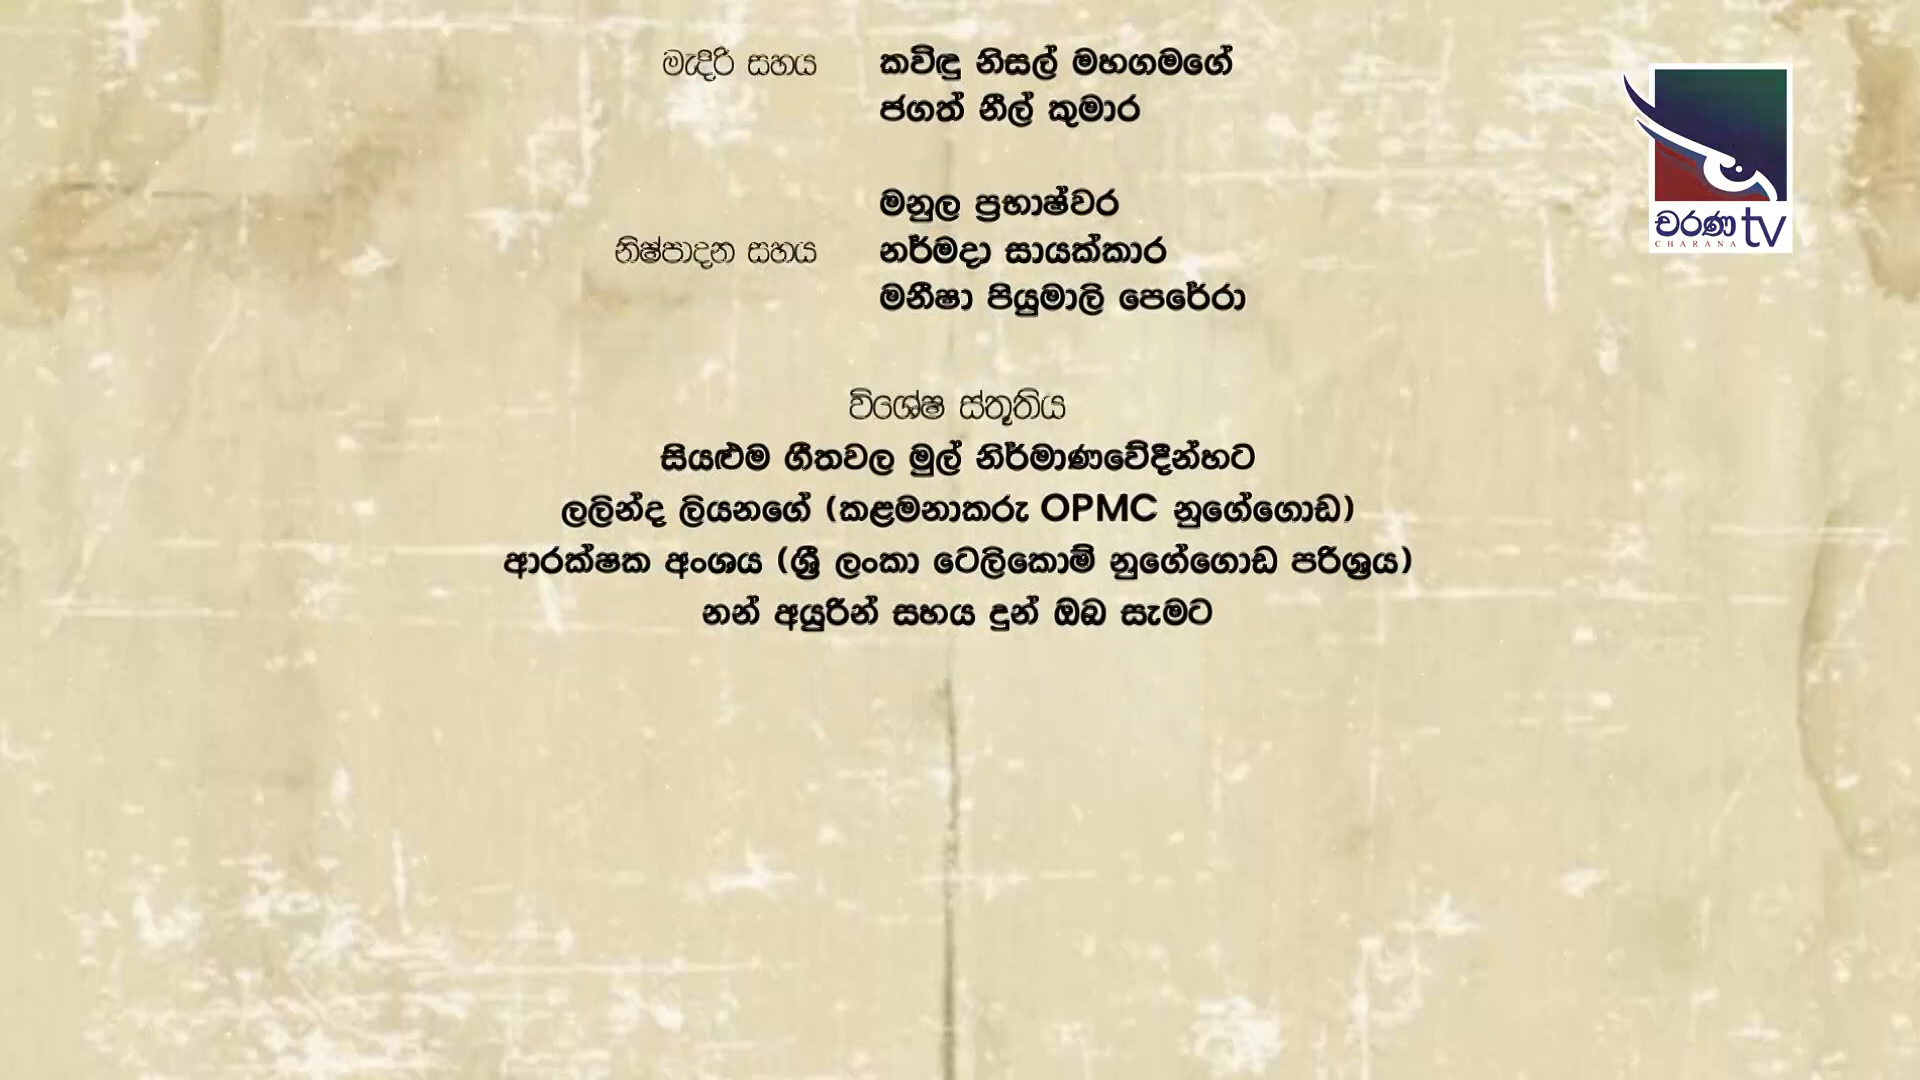 මැදිරි සහය කවිඳු නිසල් මහගමගේ
ජගත් නීල් කුමාර
මනුල ප්‍රභාෂ්වර
නිෂ්පාදන සහය නර්මදා සායක්කාර
මනීෂා පියුමාලි පෙරේරා
විශේෂ ස්තූතිය
සියළුම ගීතවල මුල් නිර්මාණවේදීන්හට
ලලින්ද ලියනගේ (කළමනාකරු OPMC නුගේගොඩ)
ආරක්ෂක අංශය (ශ්‍රී ලංකා ටෙලිකොම් නුගේගොඩ පරිශ්‍රය)
නන් අයුරින් සහය දුන් ඔබ සැමට
චරණ tv
CHARANA